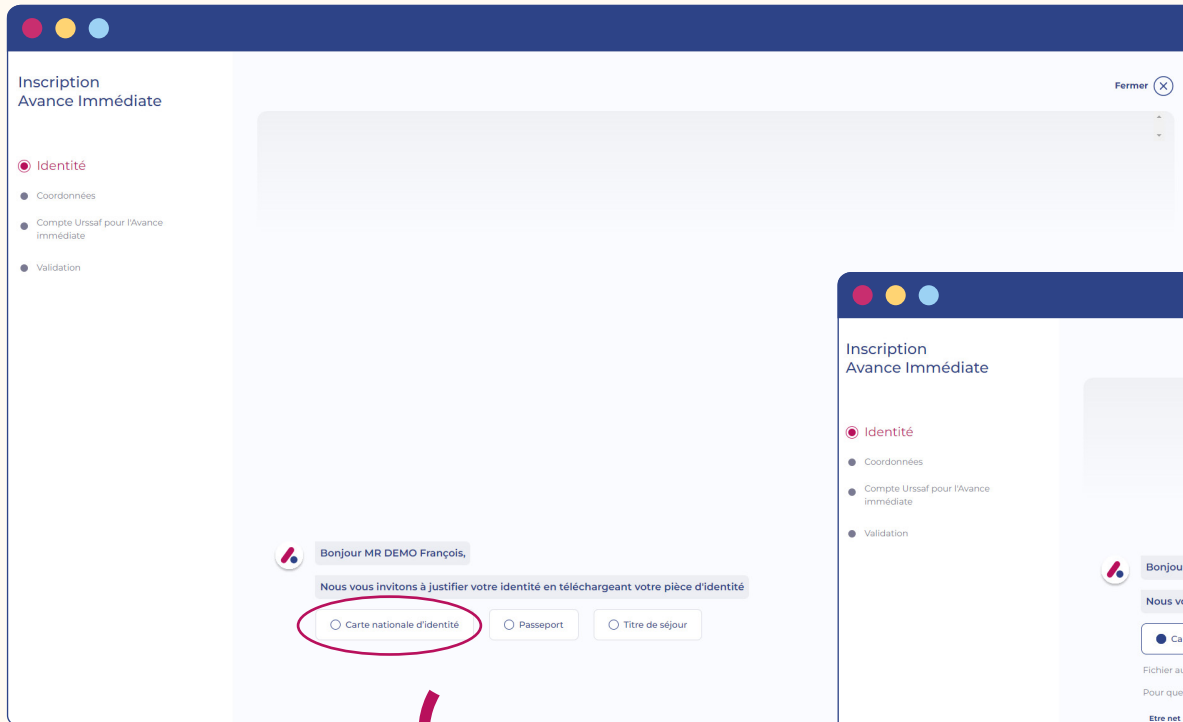 Inscription
Avance Immédiate
Fermer
Identité
Coordonnées
Compte Urssaf pour l'Avance
immédiate
Validation
Bonjour MR DEMO François,
Nous vous invitons à justifier votre identité en téléchargeant votre pièce d'identité
Carte nationale d'identité
Passeport
Titre de séjour
Inscription
Avance Immédiate
Identité
Coordonnées
Compte Urssaf pour l'Avance
immédiate
Validation
Bonjou
Nous vo
Ca
Fichier au
Pour que
Etre net